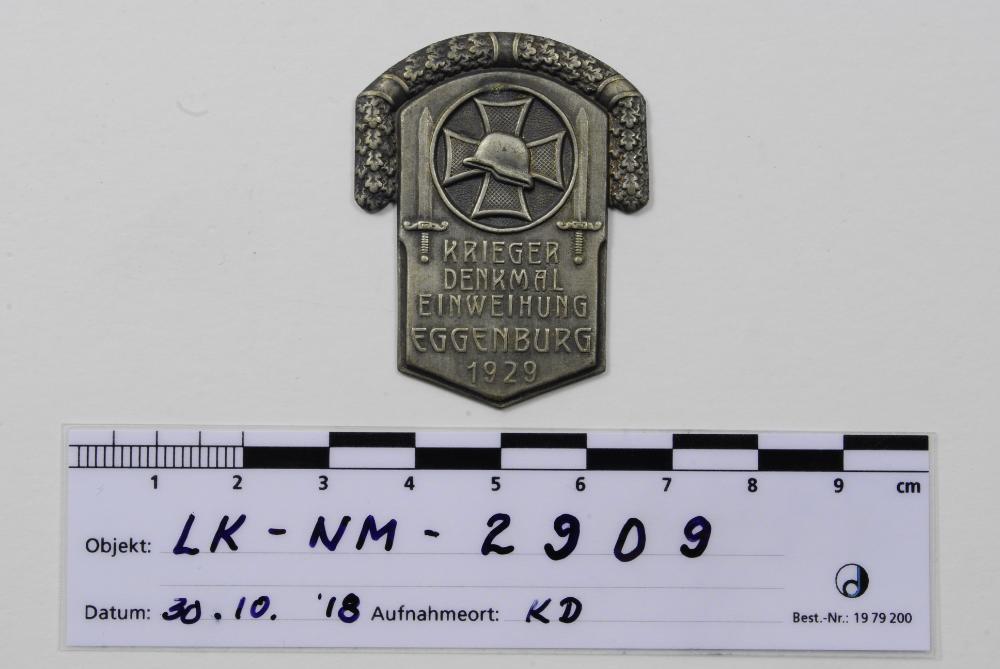 KRIEGER
DENKMAL
EINWEIHUNG
EGGENBURG
1929
1 2 3 4 5 6 7 8 9 cm
Objekt: LK-NM-2909
Datum: 30.10. '18 Aufnahmeort: KD
Best.-Nr.: 19 79 200